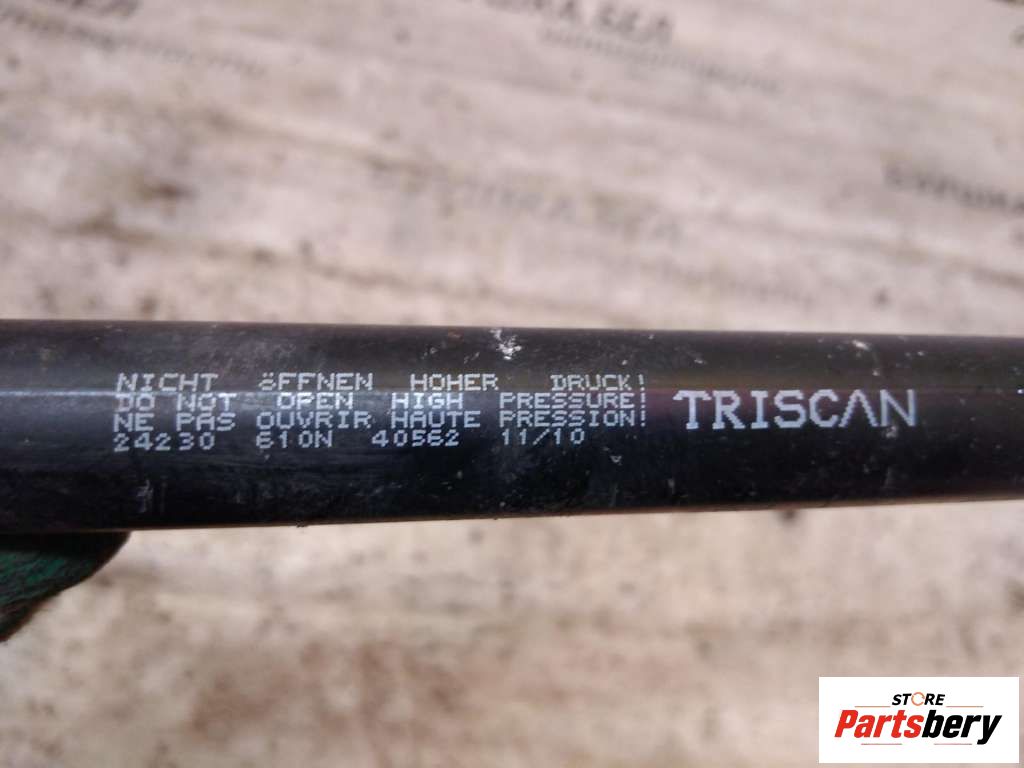 NICHT öFFNEN HOHER DRUCK!
DO NOT OPEN HIGH PRESSURE!
NE PAS OUVRIR HAUTE PRESSION!
24230 610N 40562 11/10
TRISCAN
STORE
Partsbery